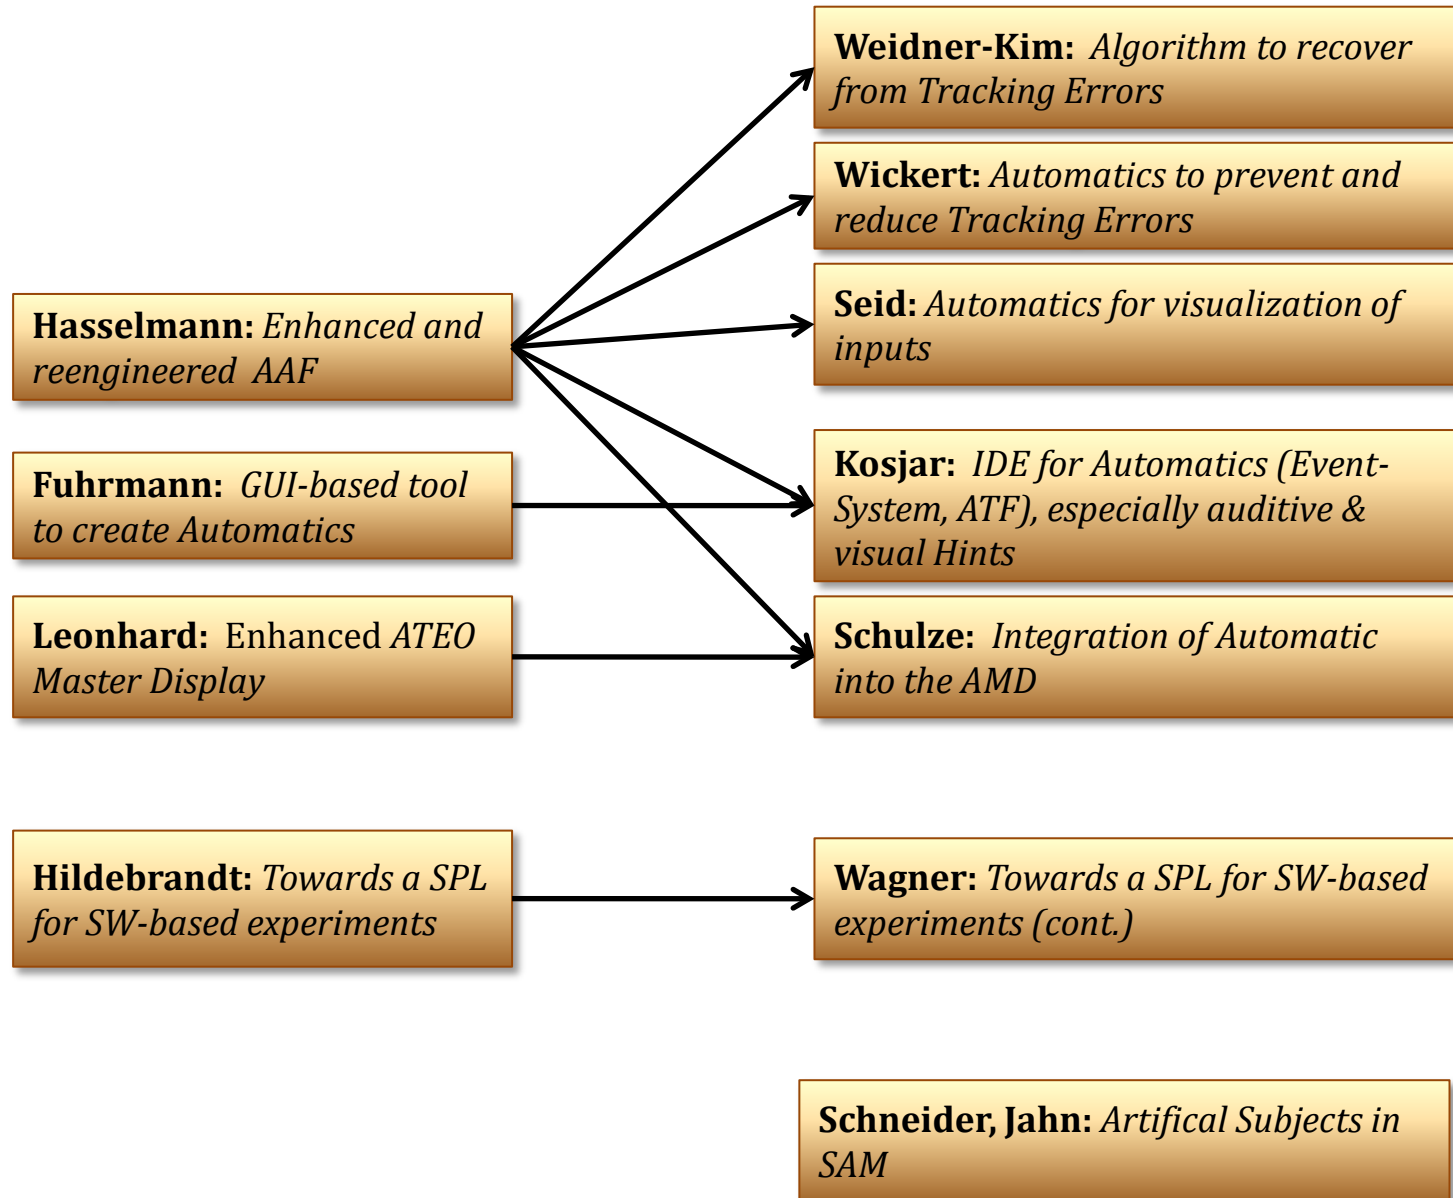 Hasselmann: Enhanced and
reengineered AAF
Fuhrmann: GUI-based tool
to create Automatics
Leonhard: Enhanced ATEO
Master Display
Hildebrandt: Towards a SPL
for SW-based experiments
Weidner-Kim: Algorithm to recover
from Tracking Errors
Wickert: Automatics to prevent and
reduce Tracking Errors
Seid: Automatics for visualization of
inputs
Kosjar: IDE for Automatics (Event-
System, ATF), especially auditive &
visual Hints
Schulze: Integration of Automatic
into the AMD
Wagner: Towards a SPL for SW-based
experiments (cont.)
Schneider, Jahn: Artifical Subjects in
SAM